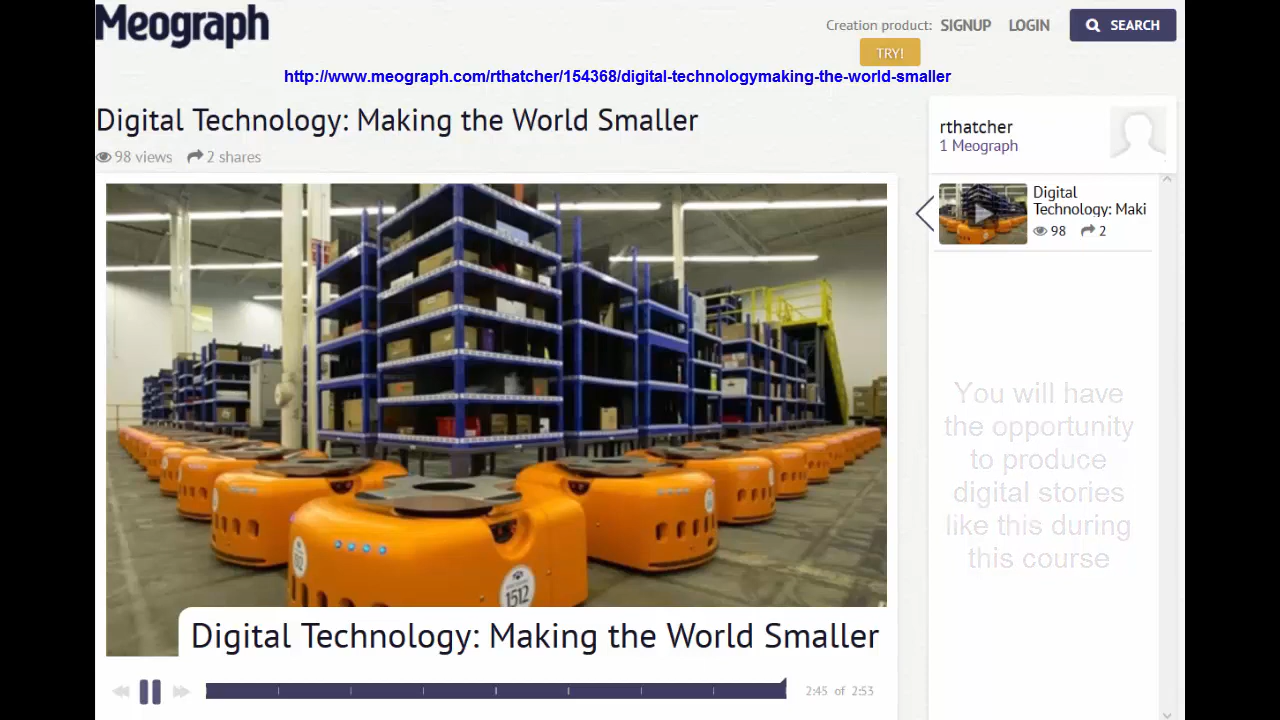 Meograph
Creation product: SIGNUP LOGIN SEARCH
TRY!
http://www.meograph.com/rthatcher/154368/digital-technologymaking-the-world-smaller
Digital Technology: Making the World Smaller
98 views 2 shares
rthatcher
1 Meograph
Digital
Technology: Maki
98 2
You will have
the opportunity
to produce
digital stories
like this during
this course
1512
Digital Technology: Making the World Smaller
2:45 of 2:53